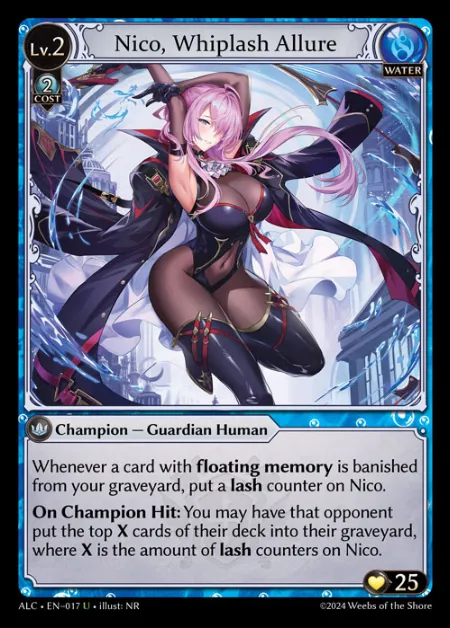 Lv.2
Nico, Whiplash Allure
WATER
2
COST
Champion — Guardian Human
Whenever a card with floating memory is banished
from your graveyard, put a lash counter on Nico.
On Champion Hit: You may have that opponent
put the top X cards of their deck into their graveyard,
where X is the amount of lash counters on Nico.
25
ALC • EN–017 U • illust: NR
©2024 Weebs of the Shore